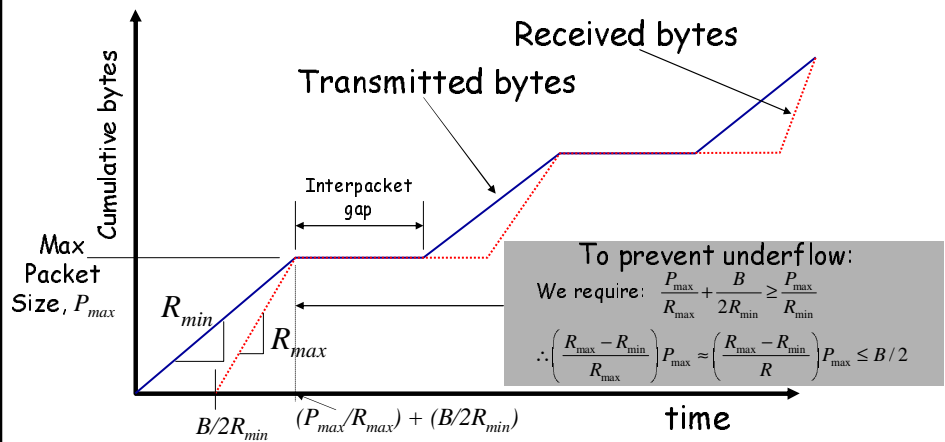 Received bytes
Transmitted bytes
Cumulative bytes
Interpacket
gap
Max
Packet
Size, P_max
R_min
R_max
To prevent underflow:
We require: P_max/R_max + B/2R_min ≥ P_max/R_min
∴ ((R_max − R_min)/R_max) P_max ≈ ((R_max − R_min)/R) P_max ≤ B / 2
B/2R_min
(P_max/R_max) + (B/2R_min)
time